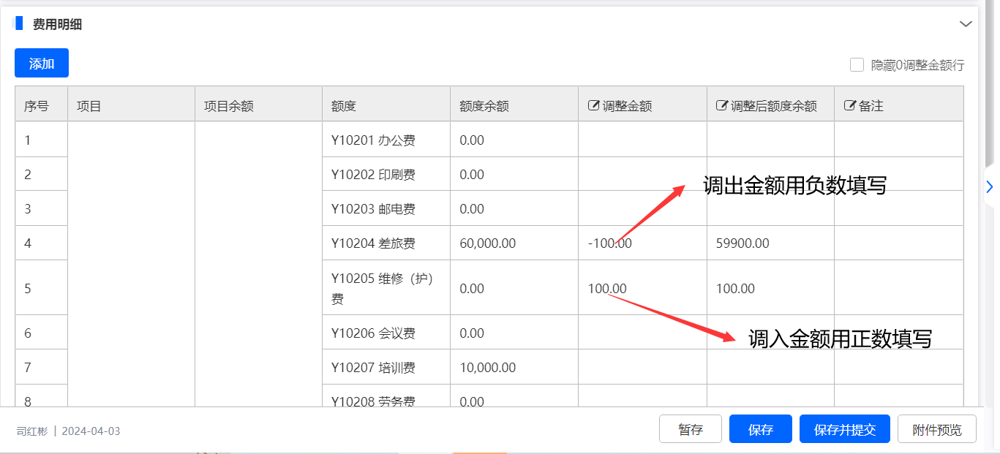 费用明细
添加
隐藏0调整金额行
序号 项目 项目余额 额度 额度余额 调整金额 调整后额度余额 备注
1 Y10201 办公费 0.00
2 Y10202 印刷费 0.00
调出金额用负数填写
3 Y10203 邮电费 0.00
4 Y10204 差旅费 60,000.00 -100.00 59900.00
5 Y10205 维修（护）
费 0.00 100.00 100.00
6 Y10206 会议费 0.00
调入金额用正数填写
7 Y10207 培训费 10,000.00
8 Y10208 劳务费 0.00
司红彬 | 2024-04-03 暂存 保存 保存并提交 附件预览